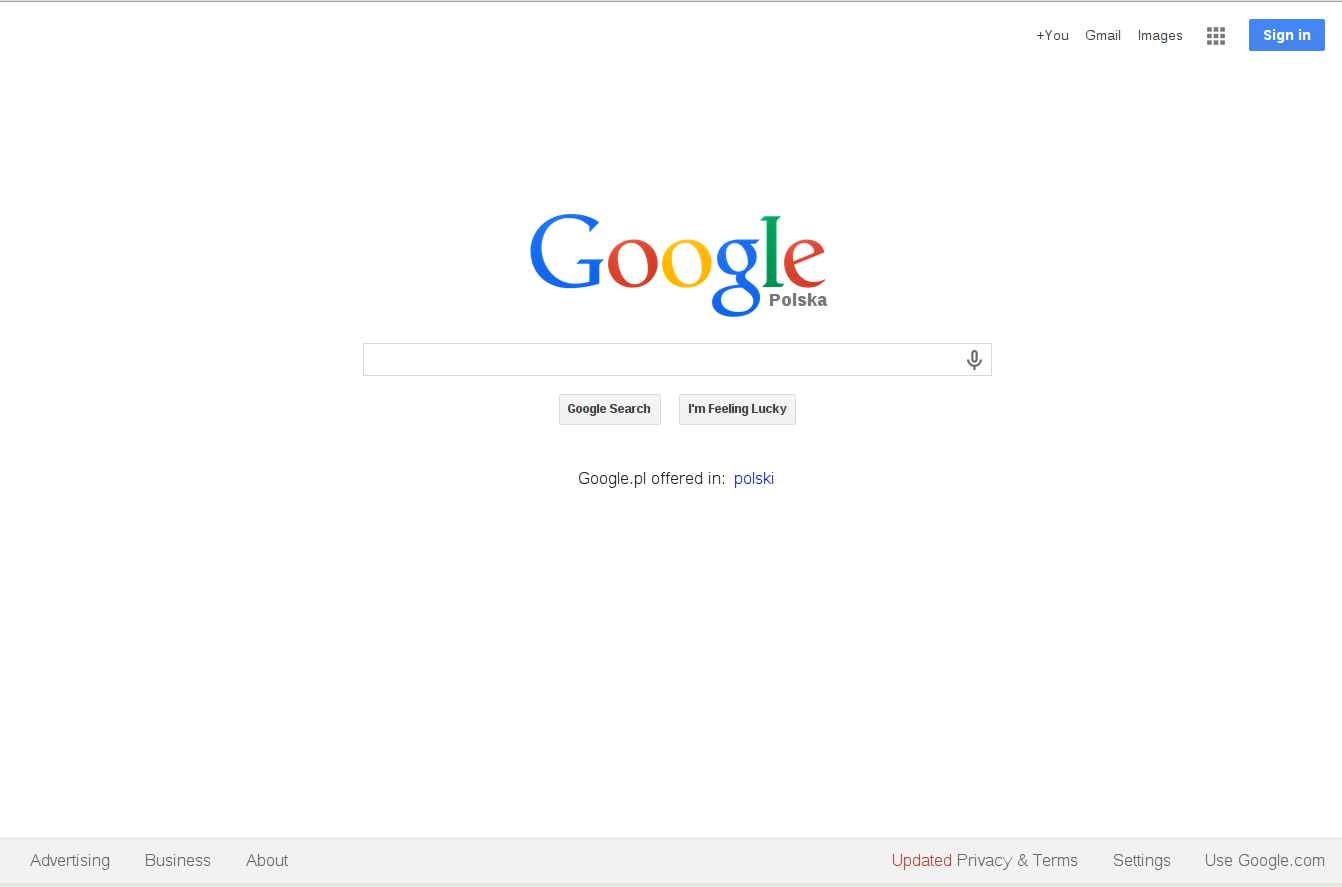 +You Gmail Images Sign in
Google
Polska
Google Search I'm Feeling Lucky
Google.pl offered in: polski
Advertising Business About Updated Privacy & Terms Settings Use Google.com